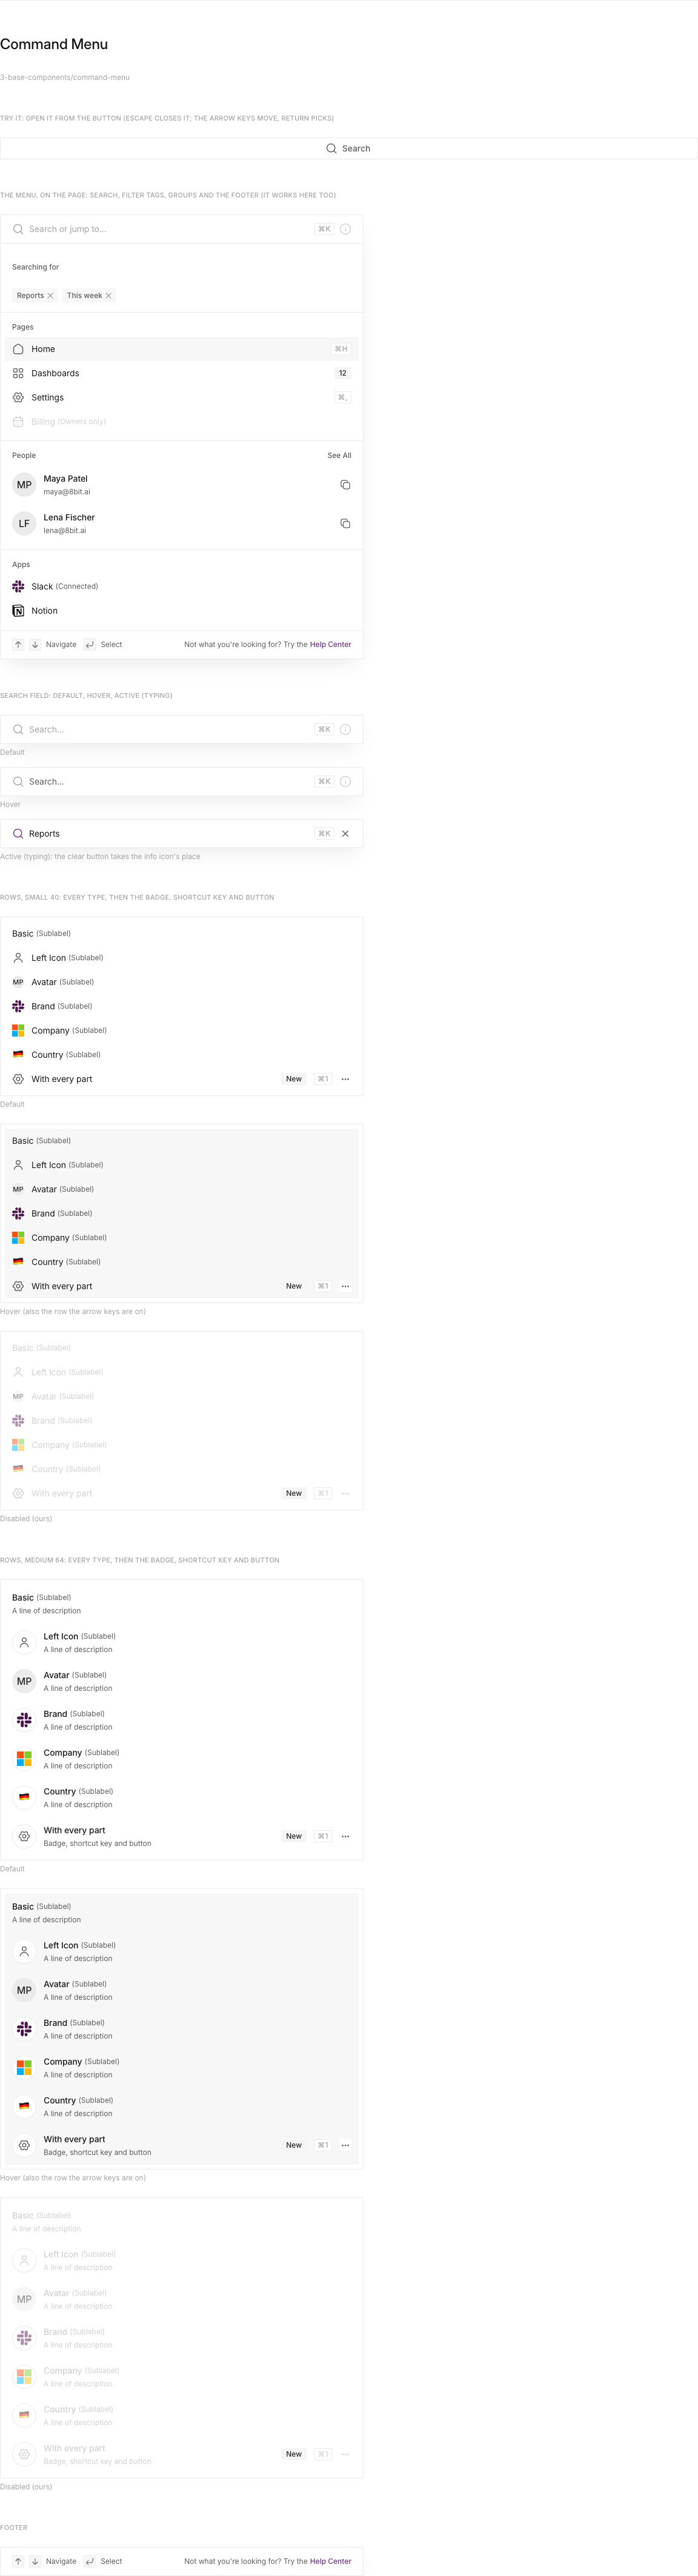 Command Menu
3-base-components/command-menu
TRY IT: OPEN IT FROM THE BUTTON (ESCAPE CLOSES IT; THE ARROW KEYS MOVE, RETURN PICKS)
Search
THE MENU, ON THE PAGE: SEARCH, FILTER TAGS, GROUPS AND THE FOOTER (IT WORKS HERE TOO)
Search or jump to... ⌘K
Searching for
Reports This week
Pages
Home ⌘H
Dashboards 12
Settings ⌘,
Billing (Owners only)
People See All
MP Maya Patel
maya@8bit.ai
LF Lena Fischer
lena@8bit.ai
Apps
Slack (Connected)
Notion
Navigate Select Not what you're looking for? Try the Help Center
SEARCH FIELD: DEFAULT, HOVER, ACTIVE (TYPING)
Search... ⌘K
Default
Search... ⌘K
Hover
Reports ⌘K
Active (typing): the clear button takes the info icon's place
ROWS, SMALL 40: EVERY TYPE, THEN THE BADGE, SHORTCUT KEY AND BUTTON
Basic (Sublabel)
Left Icon (Sublabel)
MP Avatar (Sublabel)
Brand (Sublabel)
Company (Sublabel)
Country (Sublabel)
With every part New ⌘1
Default
Basic (Sublabel)
Left Icon (Sublabel)
MP Avatar (Sublabel)
Brand (Sublabel)
Company (Sublabel)
Country (Sublabel)
With every part New ⌘1
Hover (also the row the arrow keys are on)
Basic (Sublabel)
Left Icon (Sublabel)
MP Avatar (Sublabel)
Brand (Sublabel)
Company (Sublabel)
Country (Sublabel)
With every part New ⌘1
Disabled (ours)
ROWS, MEDIUM 64: EVERY TYPE, THEN THE BADGE, SHORTCUT KEY AND BUTTON
Basic (Sublabel)
A line of description
Left Icon (Sublabel)
A line of description
MP Avatar (Sublabel)
A line of description
Brand (Sublabel)
A line of description
Company (Sublabel)
A line of description
Country (Sublabel)
A line of description
With every part New ⌘1
Badge, shortcut key and button
Default
Basic (Sublabel)
A line of description
Left Icon (Sublabel)
A line of description
MP Avatar (Sublabel)
A line of description
Brand (Sublabel)
A line of description
Company (Sublabel)
A line of description
Country (Sublabel)
A line of description
With every part New ⌘1
Badge, shortcut key and button
Hover (also the row the arrow keys are on)
Basic (Sublabel)
A line of description
Left Icon (Sublabel)
A line of description
MP Avatar (Sublabel)
A line of description
Brand (Sublabel)
A line of description
Company (Sublabel)
A line of description
Country (Sublabel)
A line of description
With every part New ⌘1
Badge, shortcut key and button
Disabled (ours)
FOOTER
Navigate Select Not what you're looking for? Try the Help Center